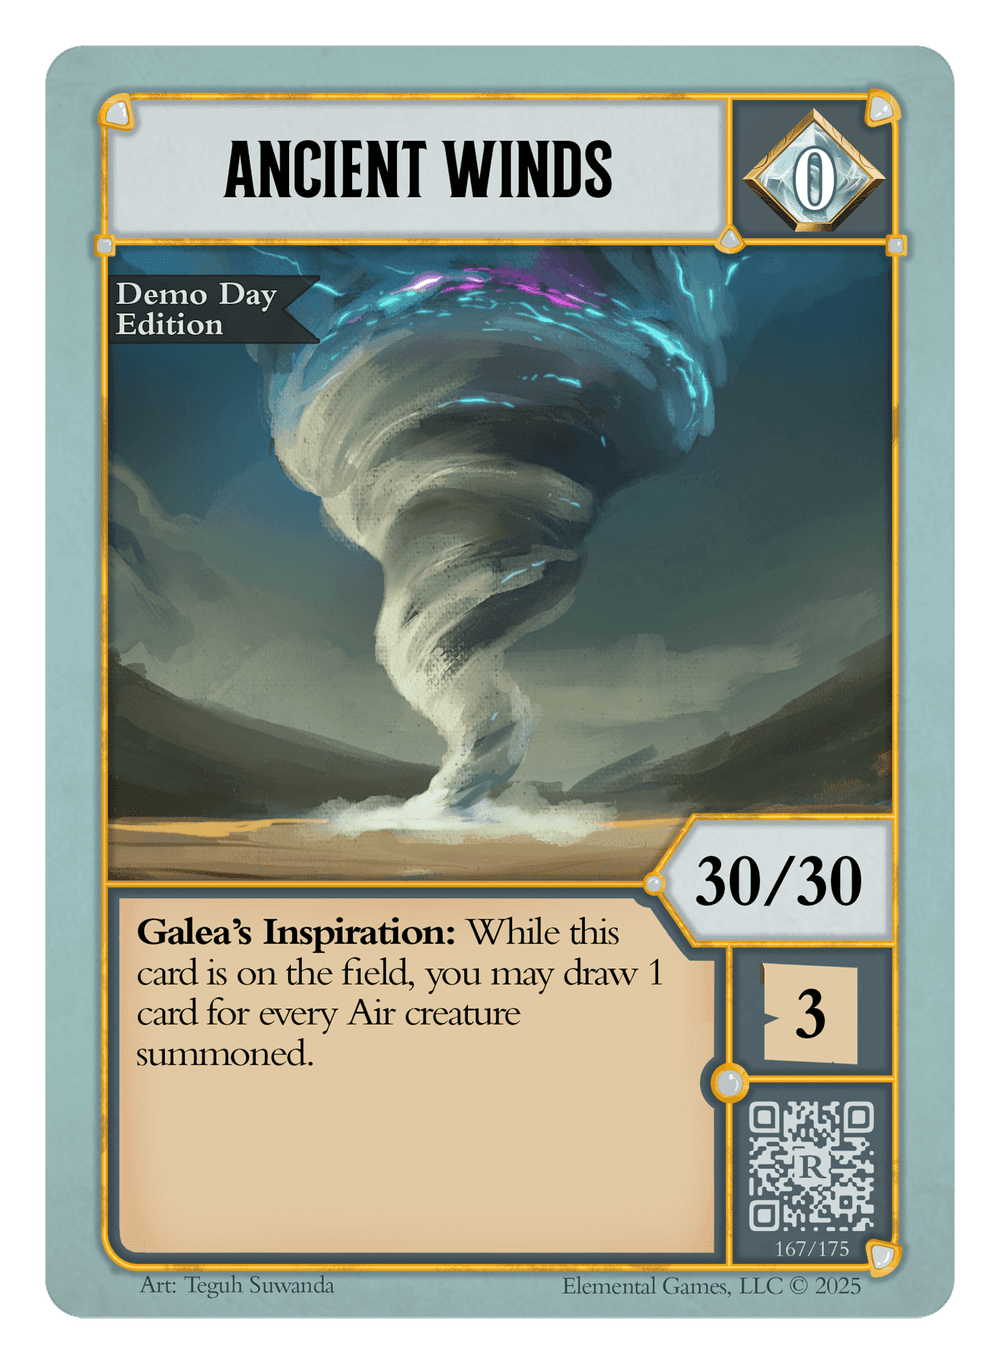 ANCIENT WINDS
0
Demo Day
Edition
30/30
Galea's Inspiration: While this
card is on the field, you may draw 1
card for every Air creature
summoned.
3
R
167/175
Art: Teguh Suwanda
Elemental Games, LLC © 2025